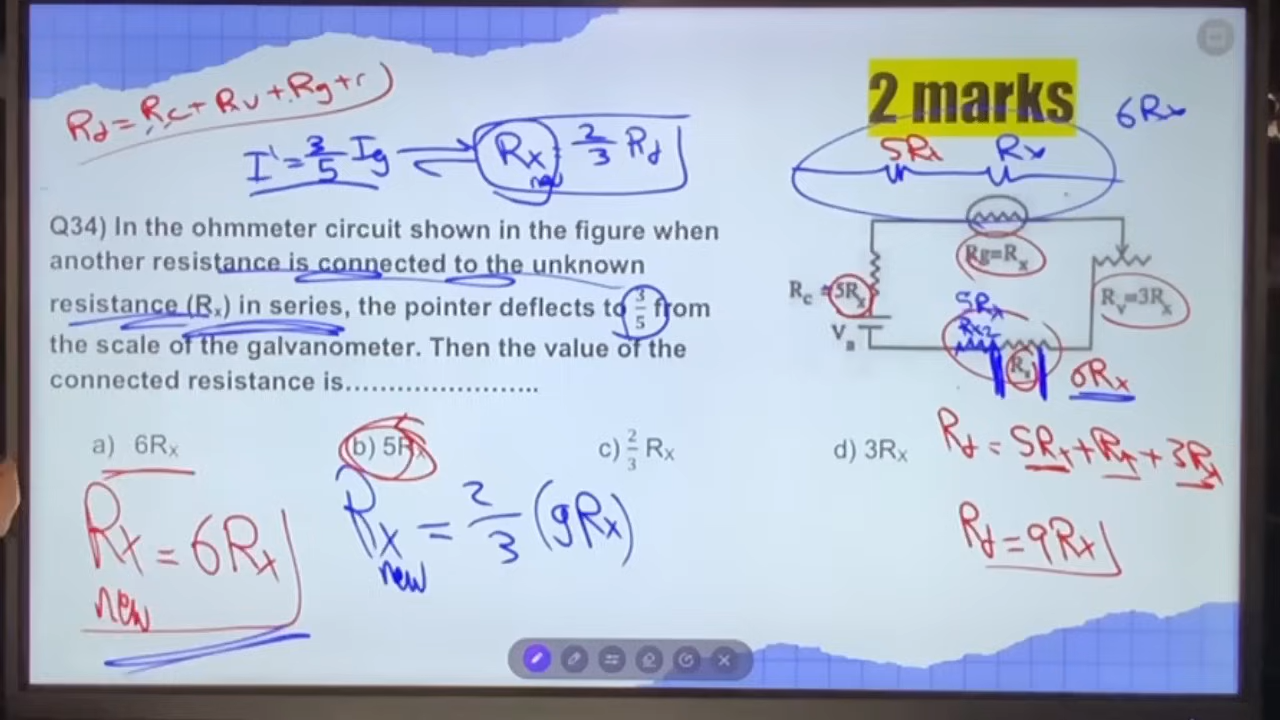 2 marks
6Rx
Rd = Rc + Rv + Rg + r
I' = 3/5 Ig
Rx new = 2/3 Rd
5Rx Rx
Q34) In the ohmmeter circuit shown in the figure when
another resistance is connected to the unknown
resistance (Rx) in series, the pointer deflects to 3/5 from
the scale of the galvanometer. Then the value of the
connected resistance is......................
Rg=Rx
Rc = 5Rx
Rv=3Rx
VB
5Rx
Rx2
Rx
6Rx
a) 6Rx
b) 5Rx
c) 2/3 Rx
d) 3Rx
Rd = 5Rx + Rx + 3Rx
Rd = 9Rx
Rx new = 2/3 (9Rx)
Rx new = 6Rx